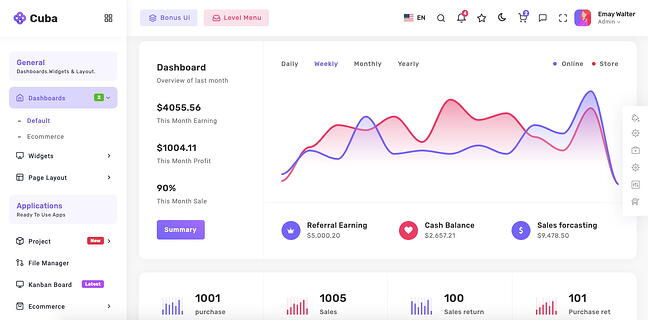 Cuba
Bonus UI
Level Menu
EN
4
2
Emay Walter
Admin
General
Dashboards,Widgets & Layout.
Dashboards
Default
Ecommerce
Widgets
Page Layout
Applications
Ready To Use Apps
Project
New
File Manager
Kanban Board
Latest
Ecommerce
Dashboard
Overview of last month
$4055.56
This Month Earning
$1004.11
This Month Profit
90%
This Month Sale
Summary
Daily
Weekly
Monthly
Yearly
Online
Store
Referral Earning
$5,000.20
Cash Balance
$2,657.21
Sales forcasting
$9,478.50
1001
purchase
1005
Sales
100
Sales return
101
Purchase ret